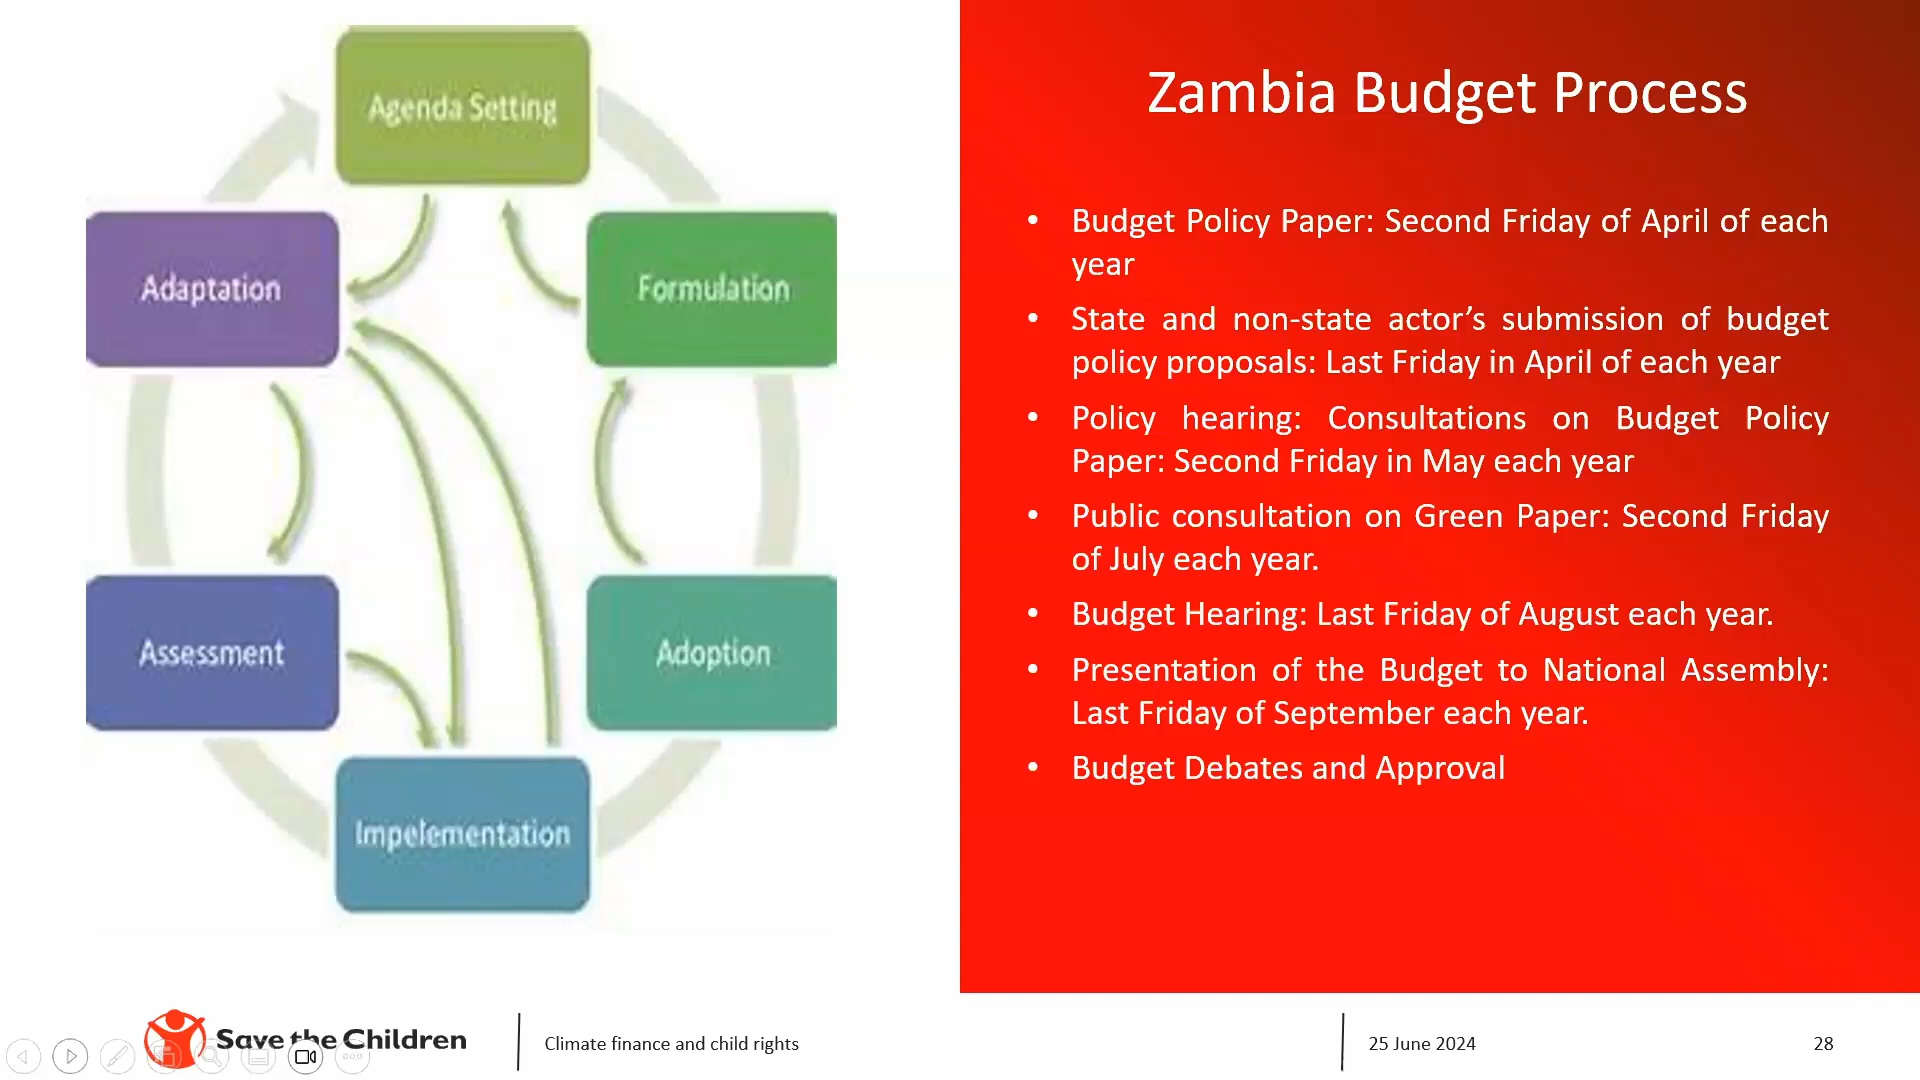 Agenda Setting
Adaptation
Formulation
Assessment
Adoption
Impelementation
Zambia Budget Process
• Budget Policy Paper: Second Friday of April of each
year
• State and non-state actor’s submission of budget
policy proposals: Last Friday in April of each year
• Policy hearing: Consultations on Budget Policy
Paper: Second Friday in May each year
• Public consultation on Green Paper: Second Friday
of July each year.
• Budget Hearing: Last Friday of August each year.
• Presentation of the Budget to National Assembly:
Last Friday of September each year.
• Budget Debates and Approval
Save the Children
Climate finance and child rights
25 June 2024
28